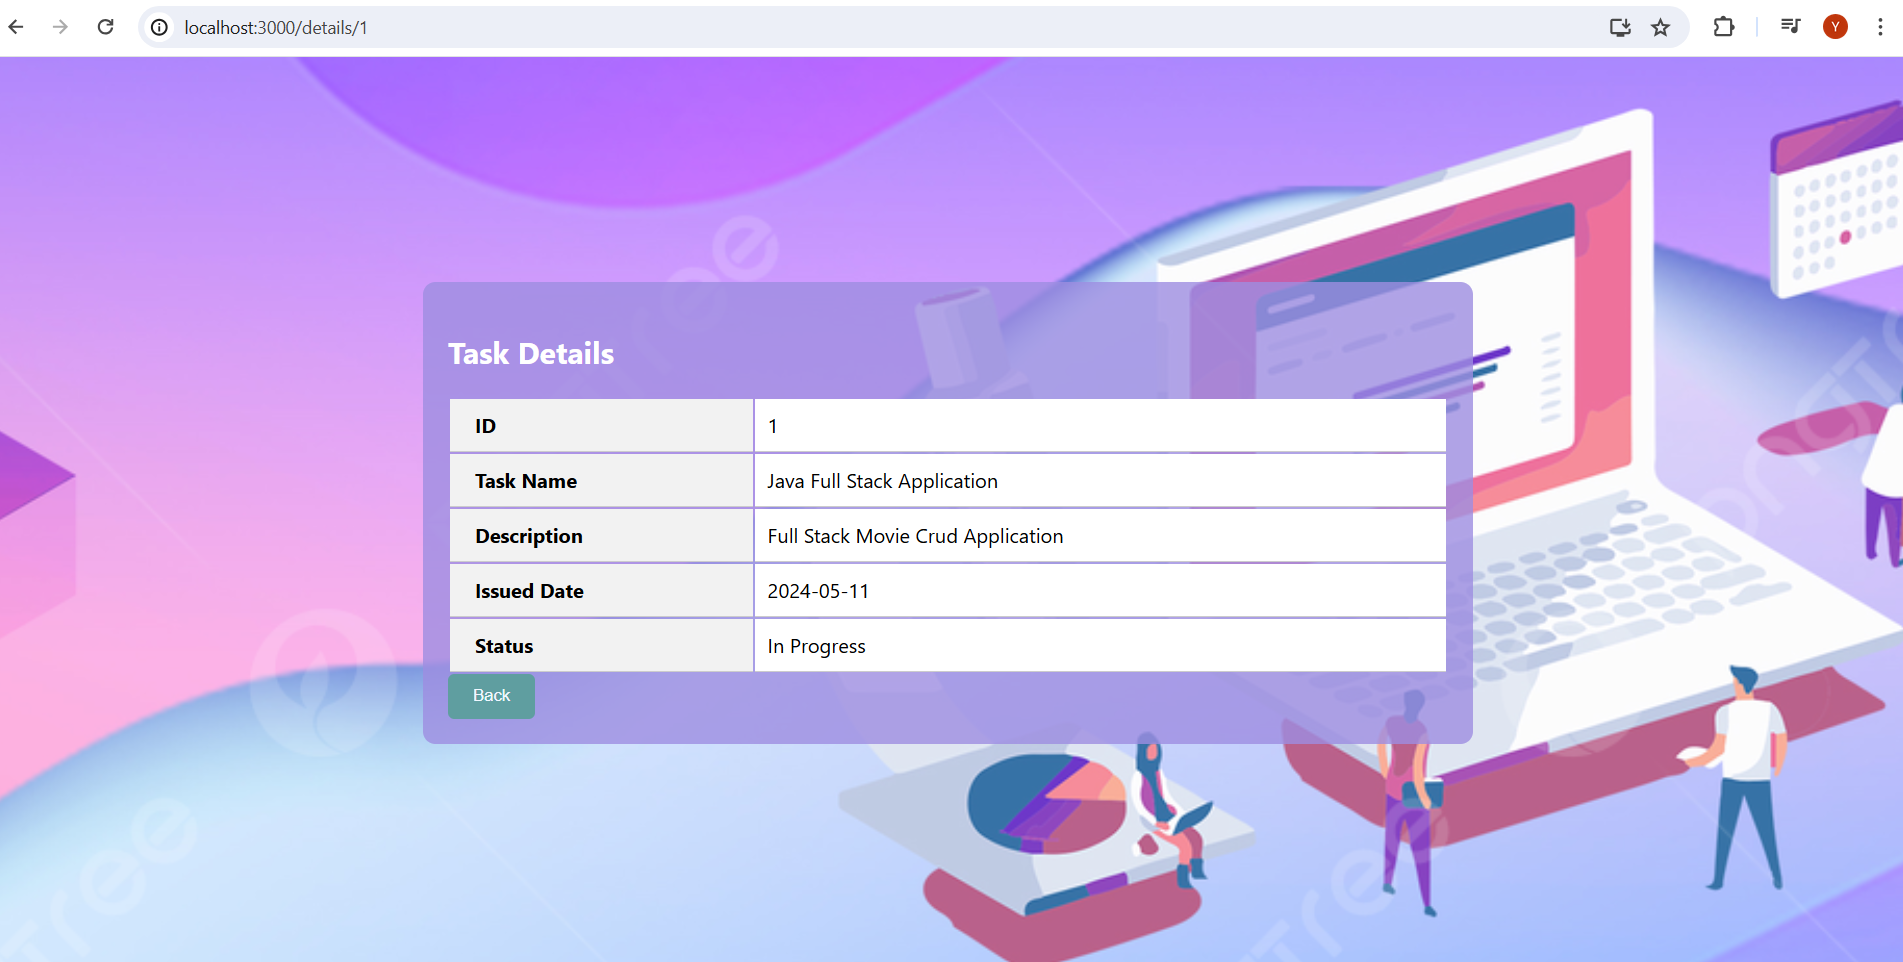 localhost:3000/details/1
Y
Task Details
ID 1
Task Name Java Full Stack Application
Description Full Stack Movie Crud Application
Issued Date 2024-05-11
Status In Progress
Back